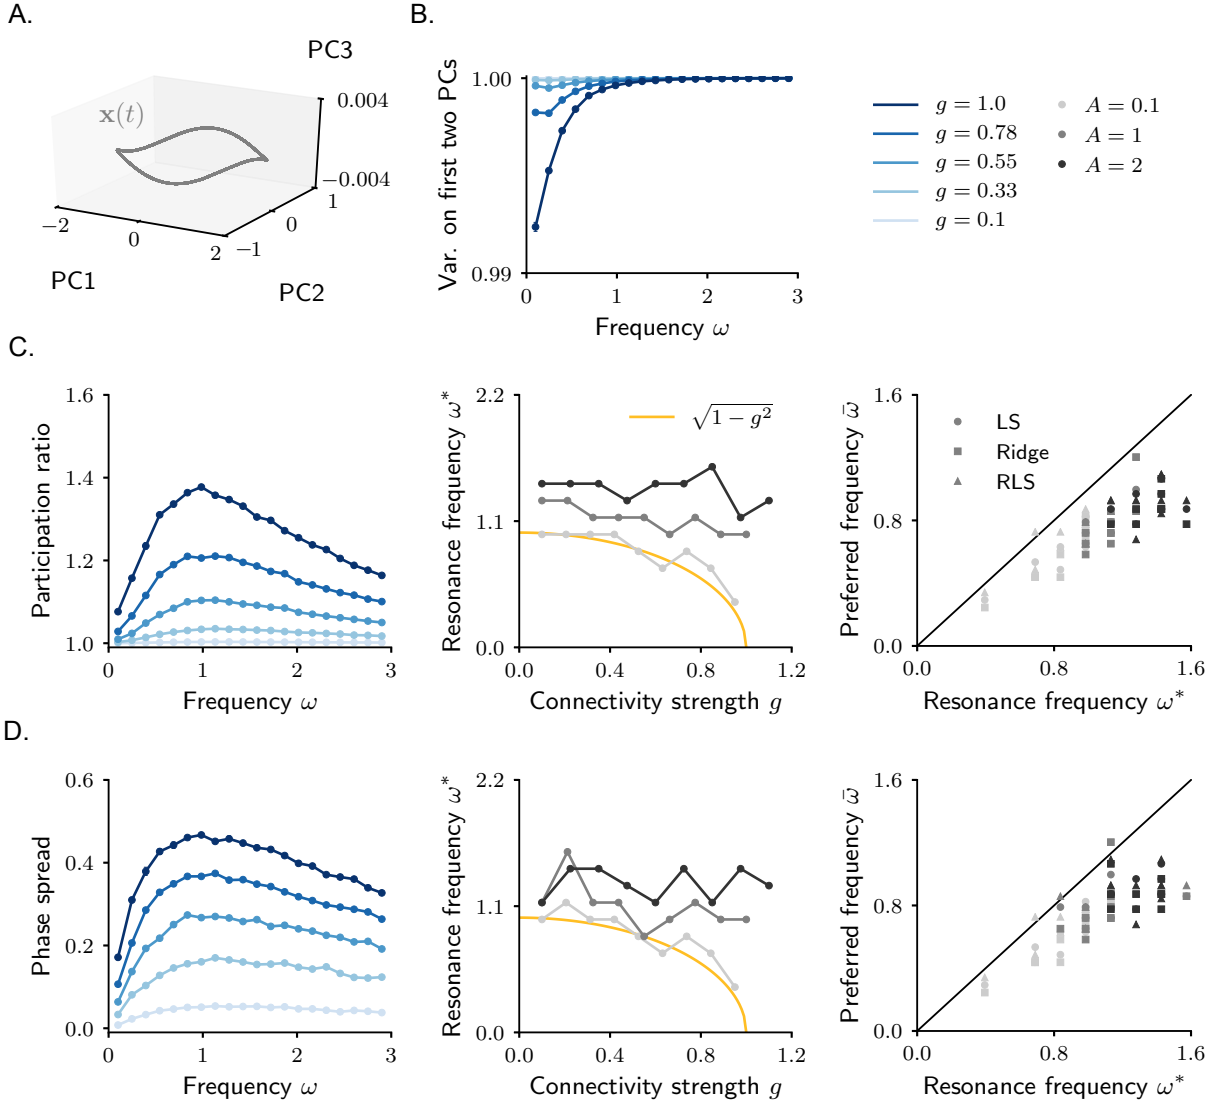 A.
PC3
0.004
x(t)
−0.004
1
0
−1
−2
0
2
PC1
PC2
B.
Var. on first two PCs
1.00
0.99
0
1
2
3
Frequency ω
g = 1.0
g = 0.78
g = 0.55
g = 0.33
g = 0.1
A = 0.1
A = 1
A = 2
C.
Participation ratio
1.6
1.4
1.2
1.0
0
1
2
3
Frequency ω
Resonance frequency ω*
2.2
1.1
0.0
√1 − g²
0.0
0.4
0.8
1.2
Connectivity strength g
Preferred frequency ω̄
1.6
0.8
0.0
LS
Ridge
RLS
0.0
0.8
1.6
Resonance frequency ω*
D.
Phase spread
0.6
0.4
0.2
0.0
0
1
2
3
Frequency ω
Resonance frequency ω*
2.2
1.1
0.0
0.0
0.4
0.8
1.2
Connectivity strength g
Preferred frequency ω̄
1.6
0.8
0.0
0.0
0.8
1.6
Resonance frequency ω*